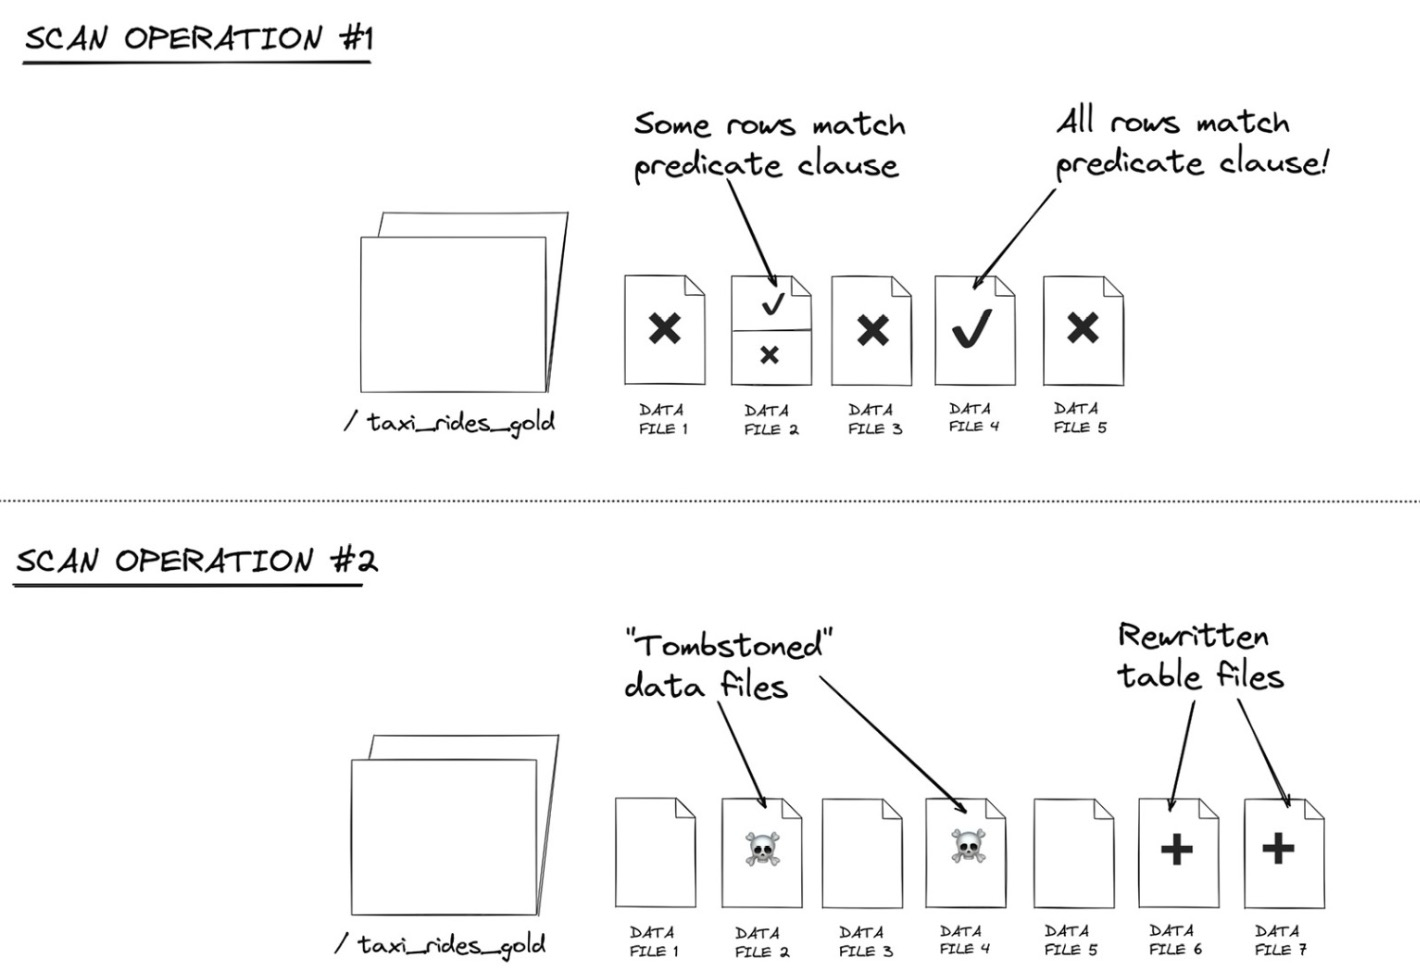 SCAN OPERATION #1
Some rows match
predicate clause
All rows match
predicate clause!
/ taxi_rides_gold
DATA
FILE 1
DATA
FILE 2
DATA
FILE 3
DATA
FILE 4
DATA
FILE 5
SCAN OPERATION #2
"Tombstoned"
data files
Rewritten
table files
/ taxi_rides_gold
DATA
FILE 1
DATA
FILE 2
DATA
FILE 3
DATA
FILE 4
DATA
FILE 5
DATA
FILE 6
DATA
FILE 7